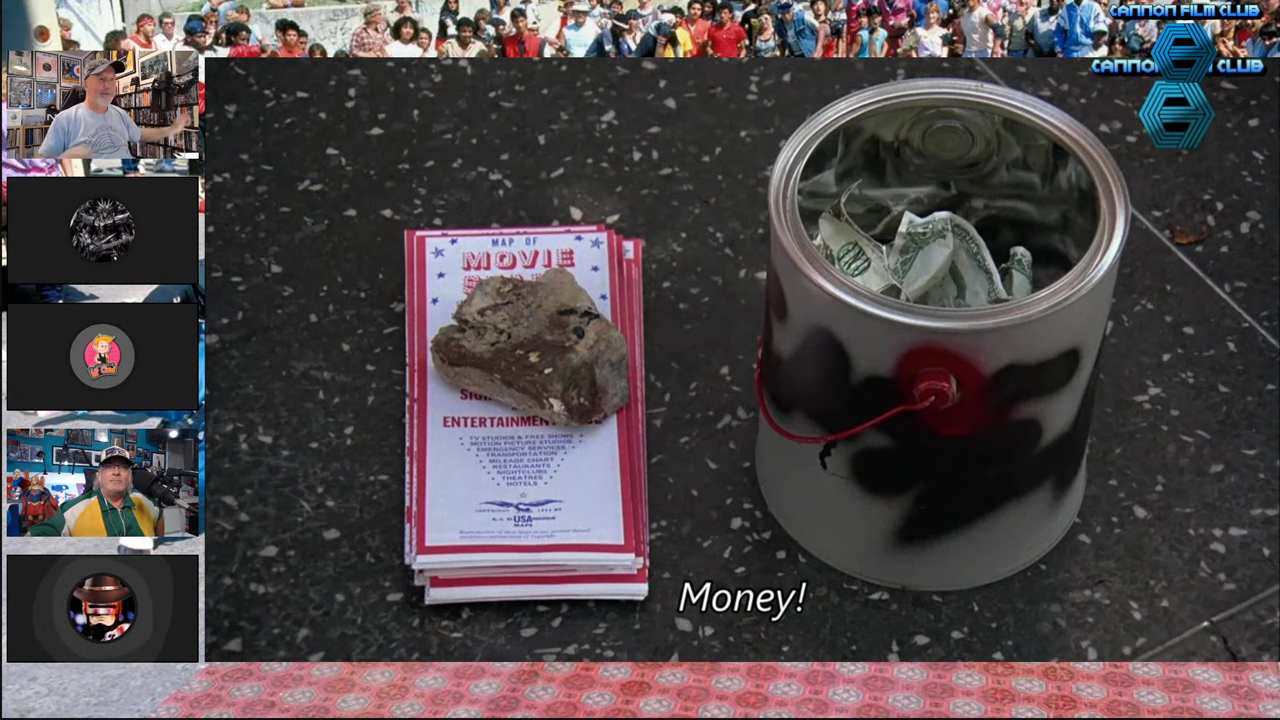 CANNON FILM CLUB
CANNON FILM CLUB
MAP OF
MOVIE
ENTERTAINMENT
TV STUDIOS & FREE SHOWS
MOTION PICTURE STUDIOS
EMERGENCY SERVICES
TRANSPORTATION
MILEAGE CHART
RESTAURANTS
NIGHTCLUBS
THEATRES
HOTELS
USA
MAPS
Money!